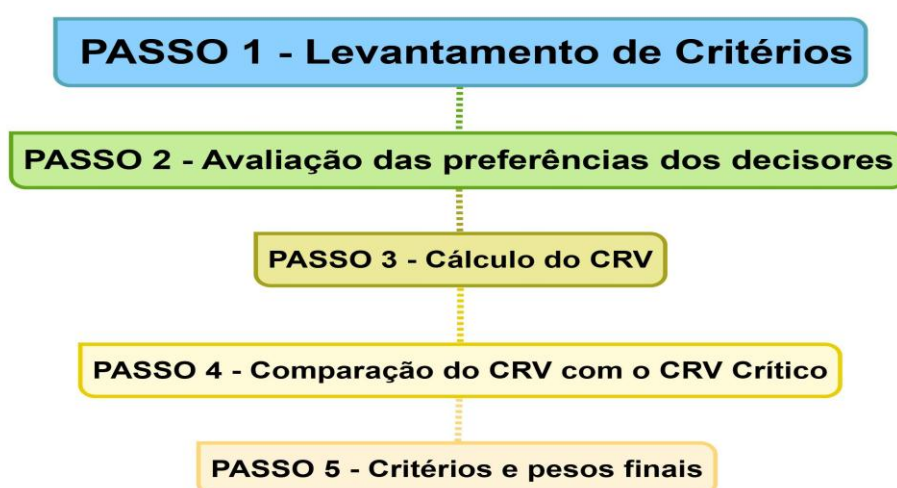 PASSO 1 - Levantamento de Critérios
PASSO 2 - Avaliação das preferências dos decisores
PASSO 3 - Cálculo do CRV
PASSO 4 - Comparação do CRV com o CRV Crítico
PASSO 5 - Critérios e pesos finais